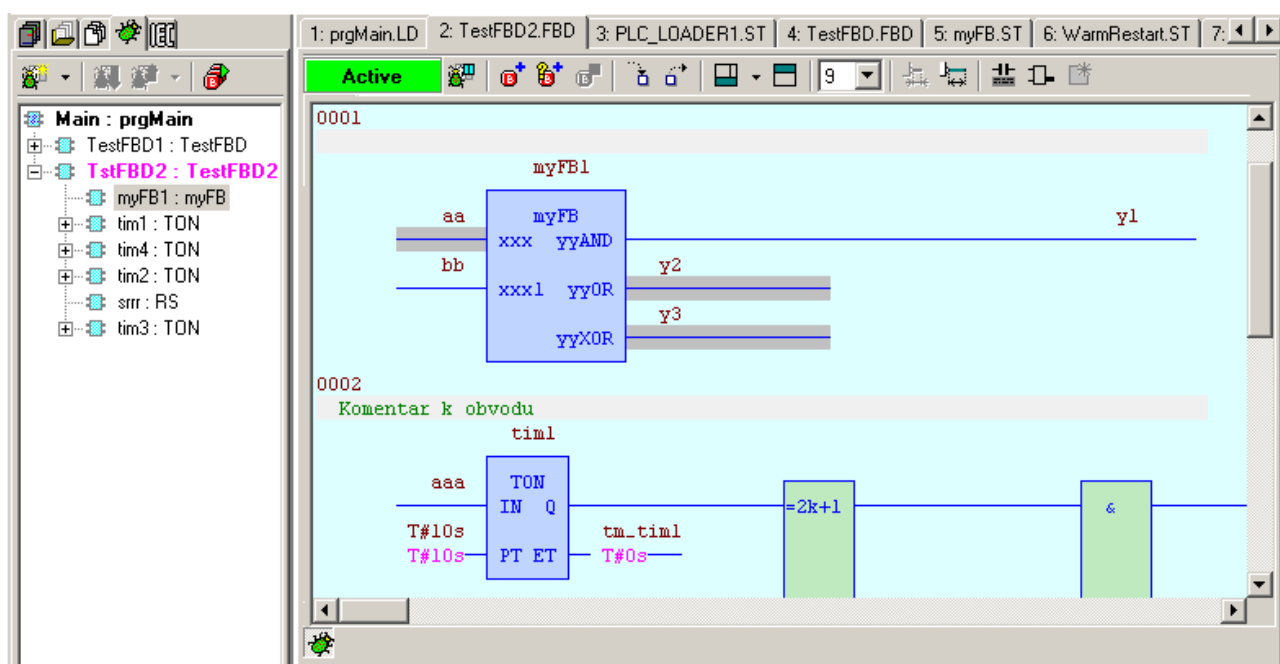 1: prgMain.LD 2: TestFBD2.FBD 3: PLC_LOADER1.ST 4: TestFBD.FBD 5: myFB.ST 6: WarmRestart.ST 7:
Active 9
Main : prgMain
TestFBD1 : TestFBD
TstFBD2 : TestFBD2
myFB1 : myFB
tim1 : TON
tim4 : TON
tim2 : TON
srrr : RS
tim3 : TON
0001
myFB1
aa myFB y1
xxx yyAND
bb y2
xxx1 yyOR
y3
yyXOR
0002
Komentar k obvodu
tim1
aaa TON
IN Q =2k+1 &
T#10s tm_tim1
T#10s PT ET T#0s